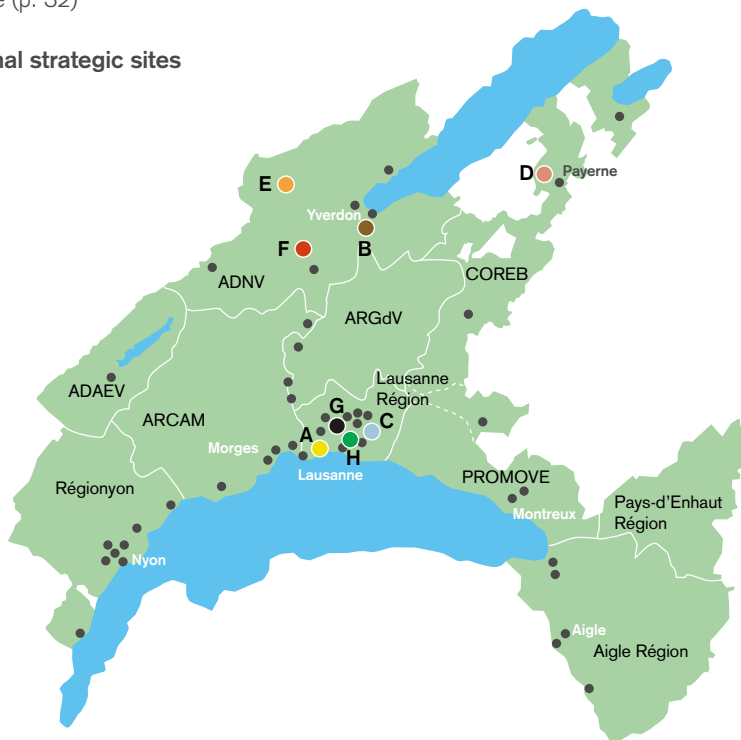 (p. 32)
strategic sites
E
D
Payerne
Yverdon
F
B
COREB
ADNV
ARGdV
Lausanne
Région
ADAEV
G
C
ARCAM
A
Morges
H
Lausanne
PROMOVE
Régionyon
Pays-d'Enhaut
Région
Montreux
Nyon
Aigle
Aigle Région